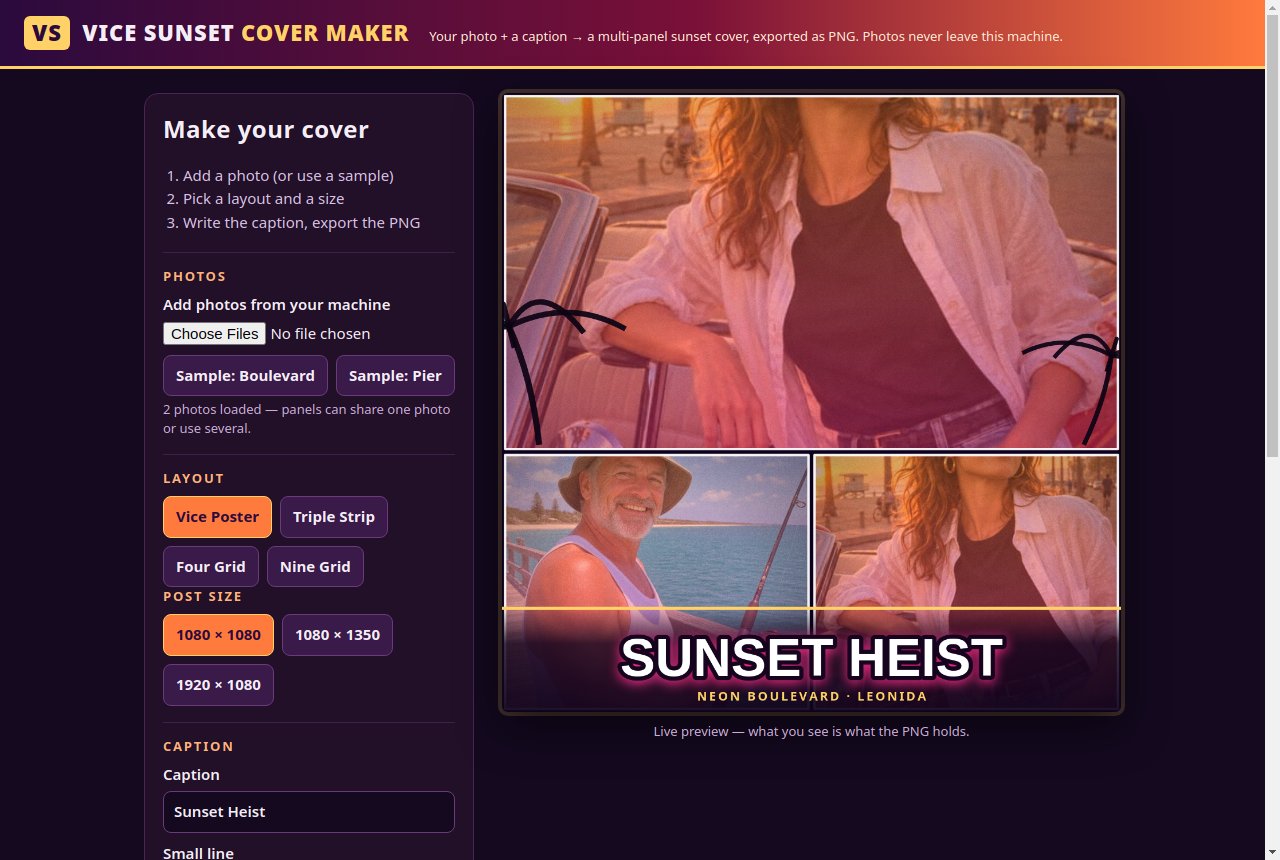 VS VICE SUNSET COVER MAKER Your photo + a caption → a multi-panel sunset cover, exported as PNG. Photos never leave this machine.
Make your cover
1. Add a photo (or use a sample)
2. Pick a layout and a size
3. Write the caption, export the PNG
PHOTOS
Add photos from your machine
Choose Files No file chosen
Sample: Boulevard Sample: Pier
2 photos loaded — panels can share one photo
or use several.
LAYOUT
Vice Poster Triple Strip
Four Grid Nine Grid
POST SIZE
1080 × 1080 1080 × 1350
1920 × 1080
CAPTION
Caption
Sunset Heist
Small line
SUNSET HEIST
NEON BOULEVARD · LEONIDA
Live preview — what you see is what the PNG holds.